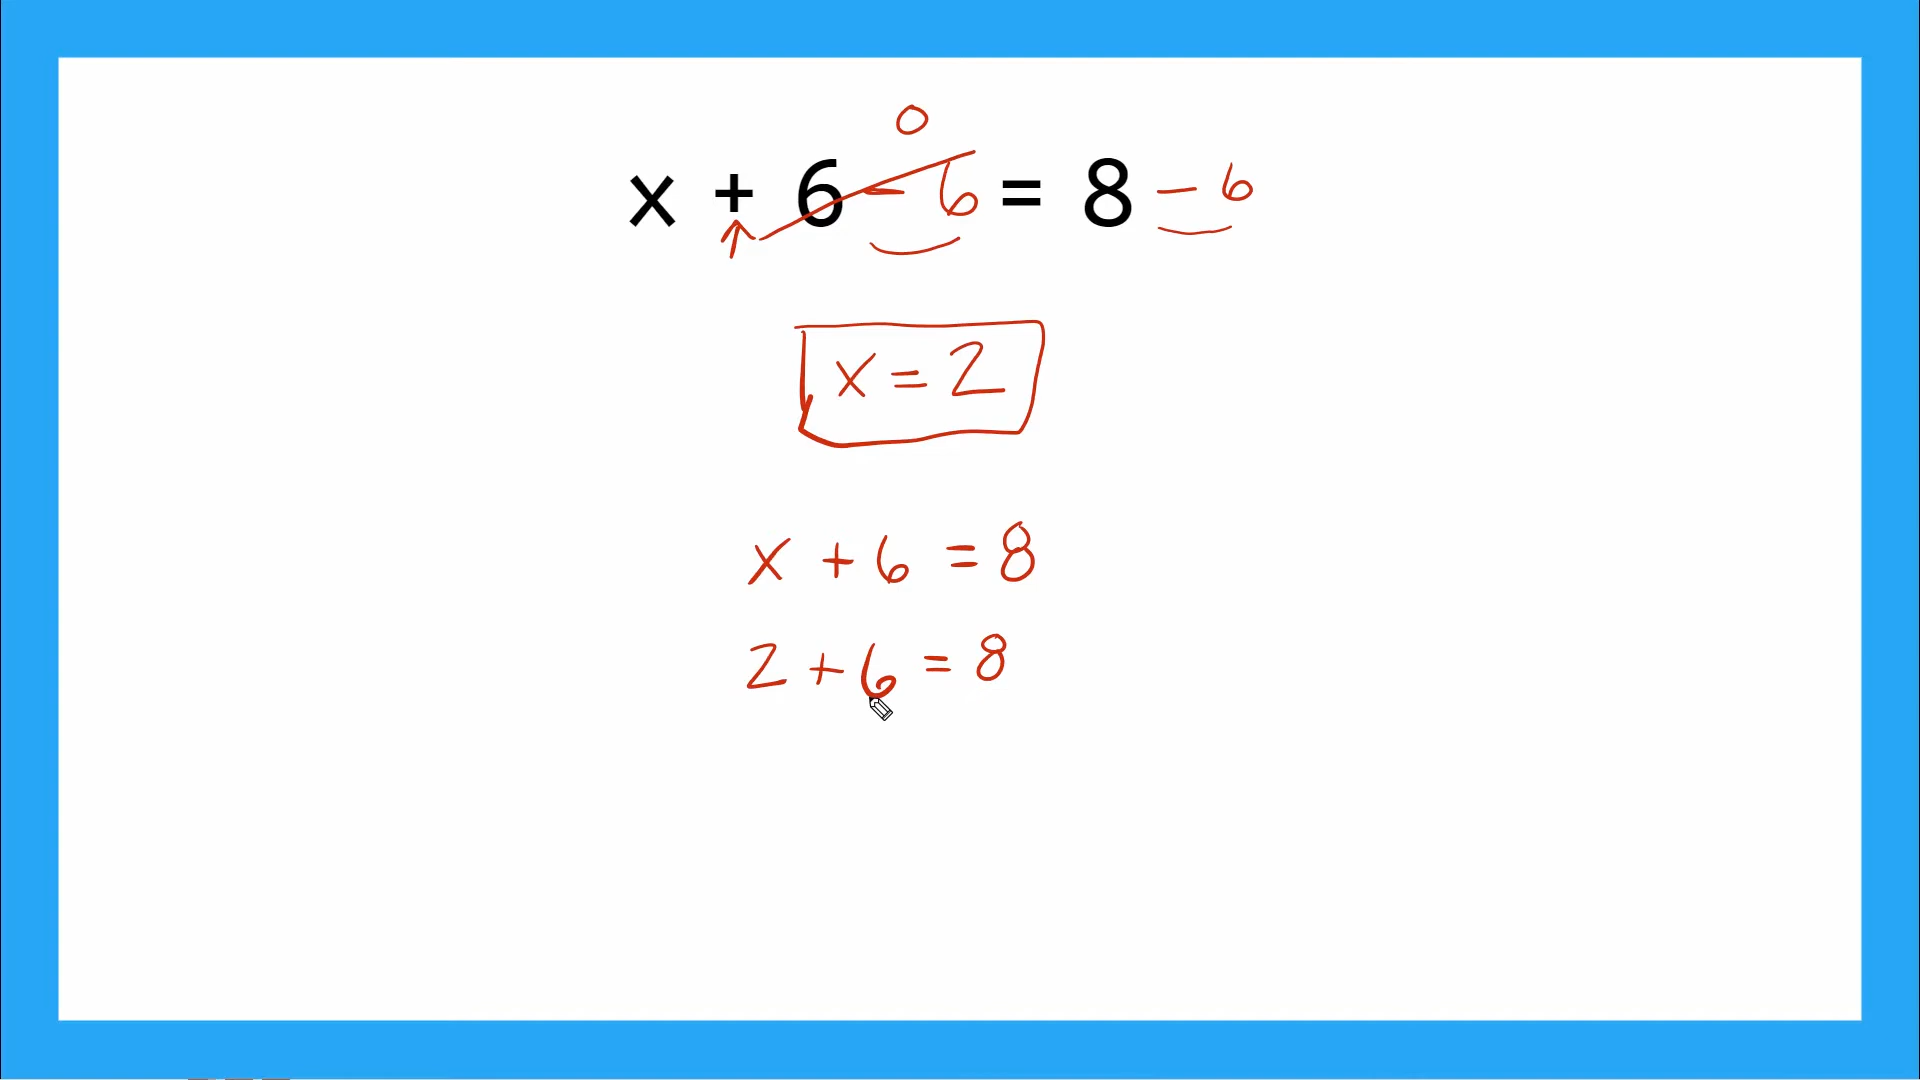 0
x + 6 - 6 = 8 - 6
x = 2
x + 6 = 8
2 + 6 = 8